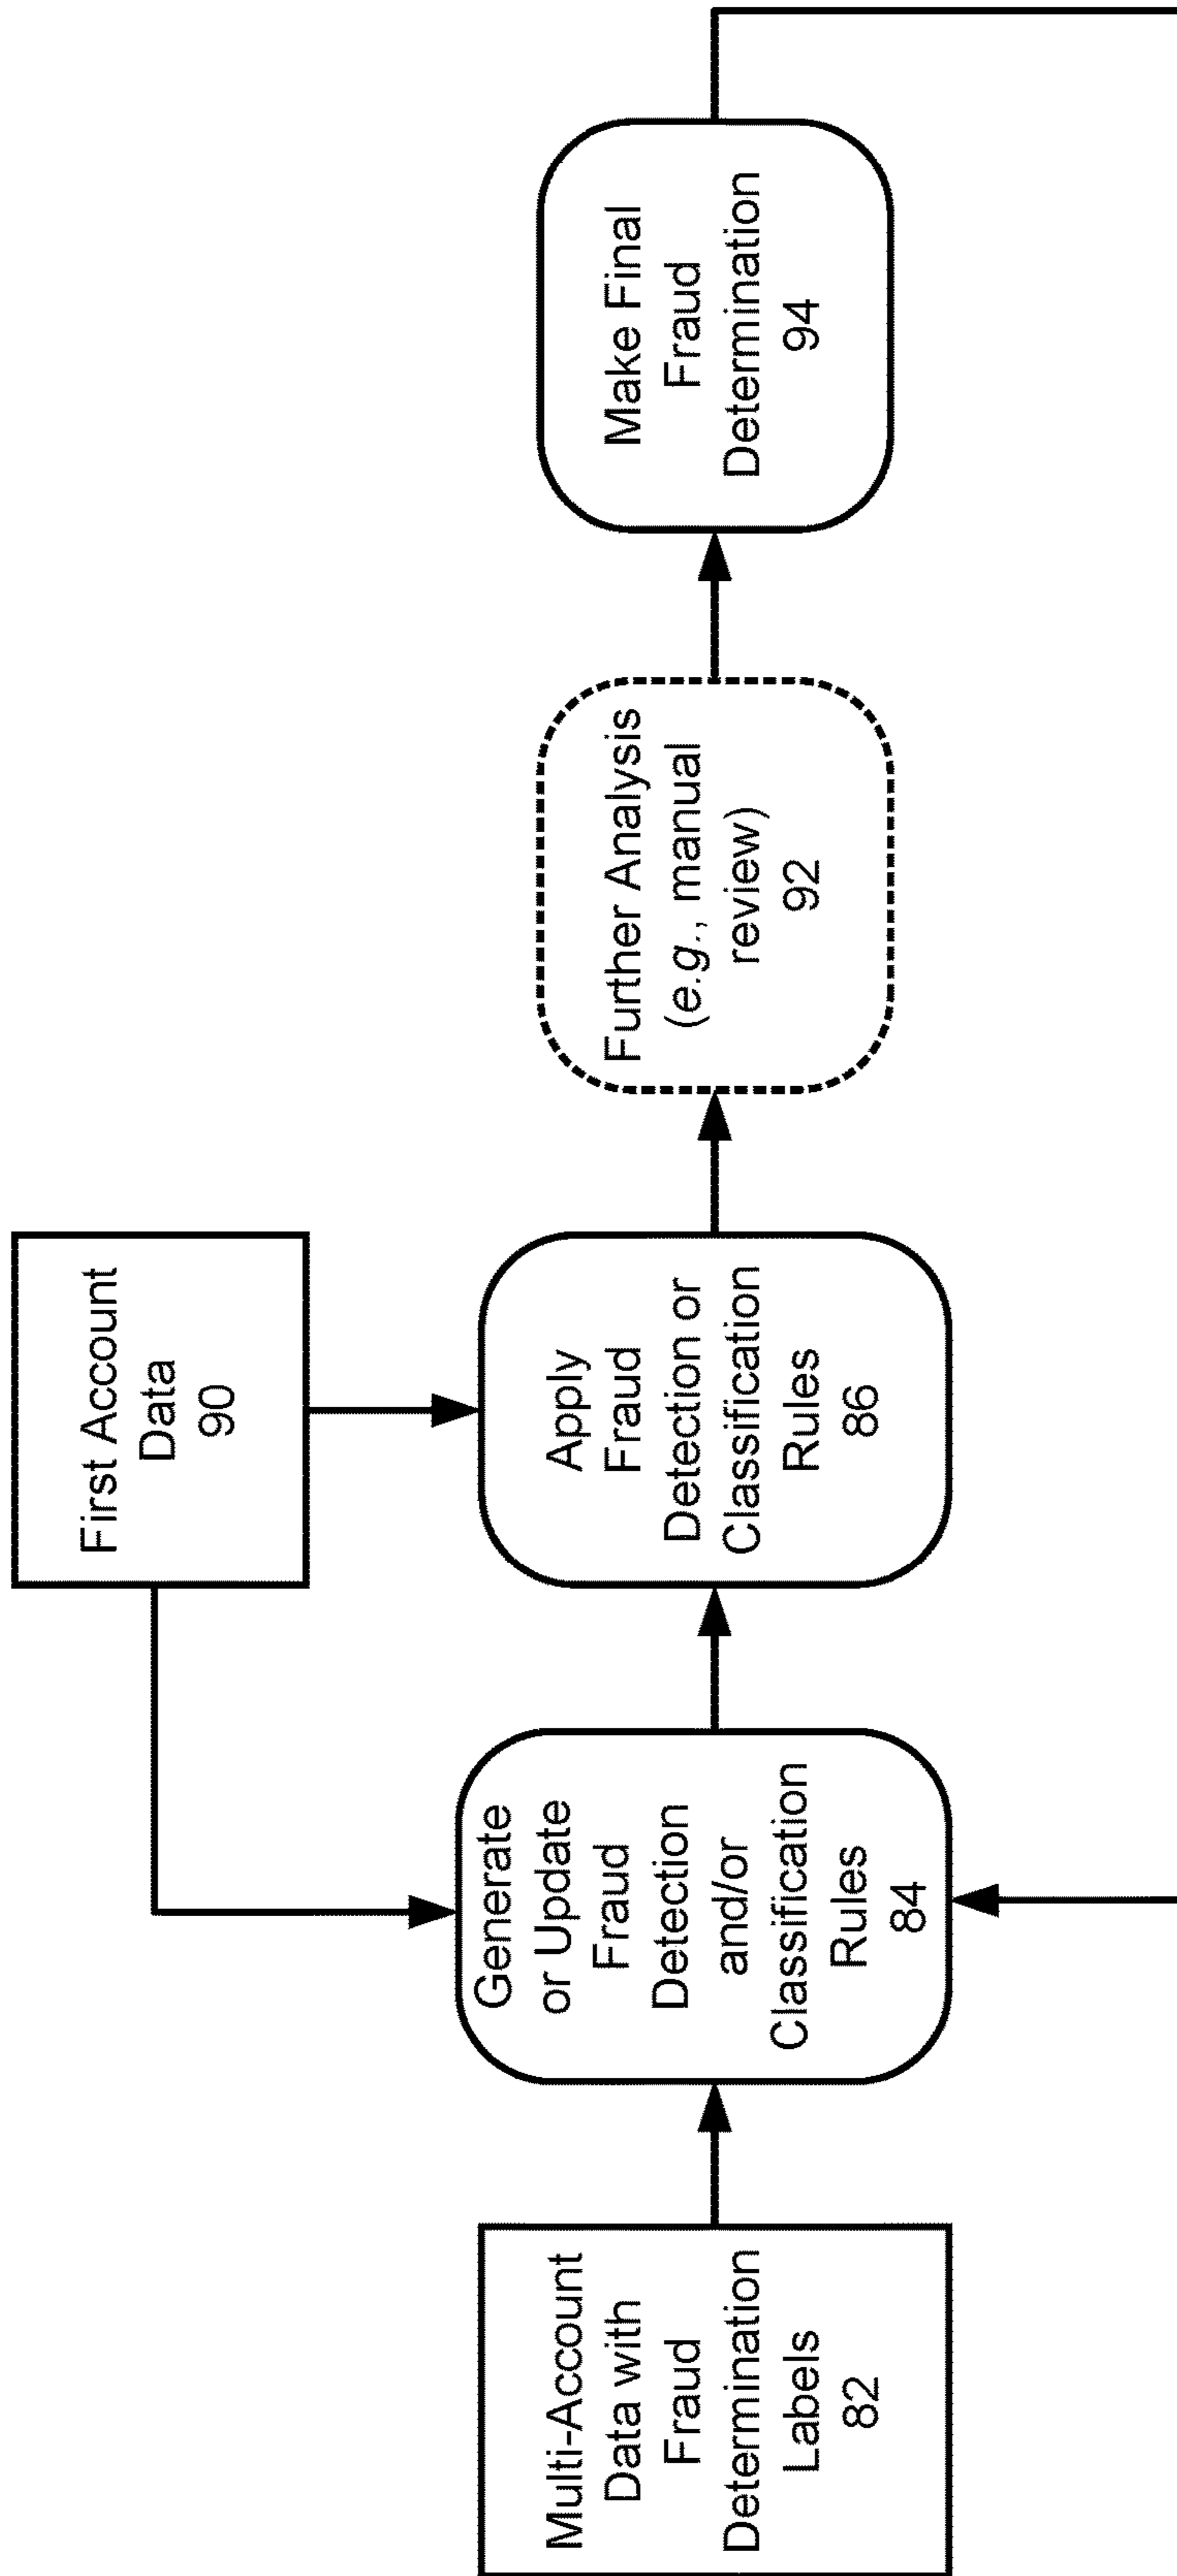 First Account
Data
90
Multi-Account
Data with
Fraud
Determination
Labels
82
Generate
or Update
Fraud
Detection
and/or
Classification
Rules
84
Apply
Fraud
Detection or
Classification
Rules
86
Further Analysis
(e.g., manual
review)
92
Make Final
Fraud
Determination
94